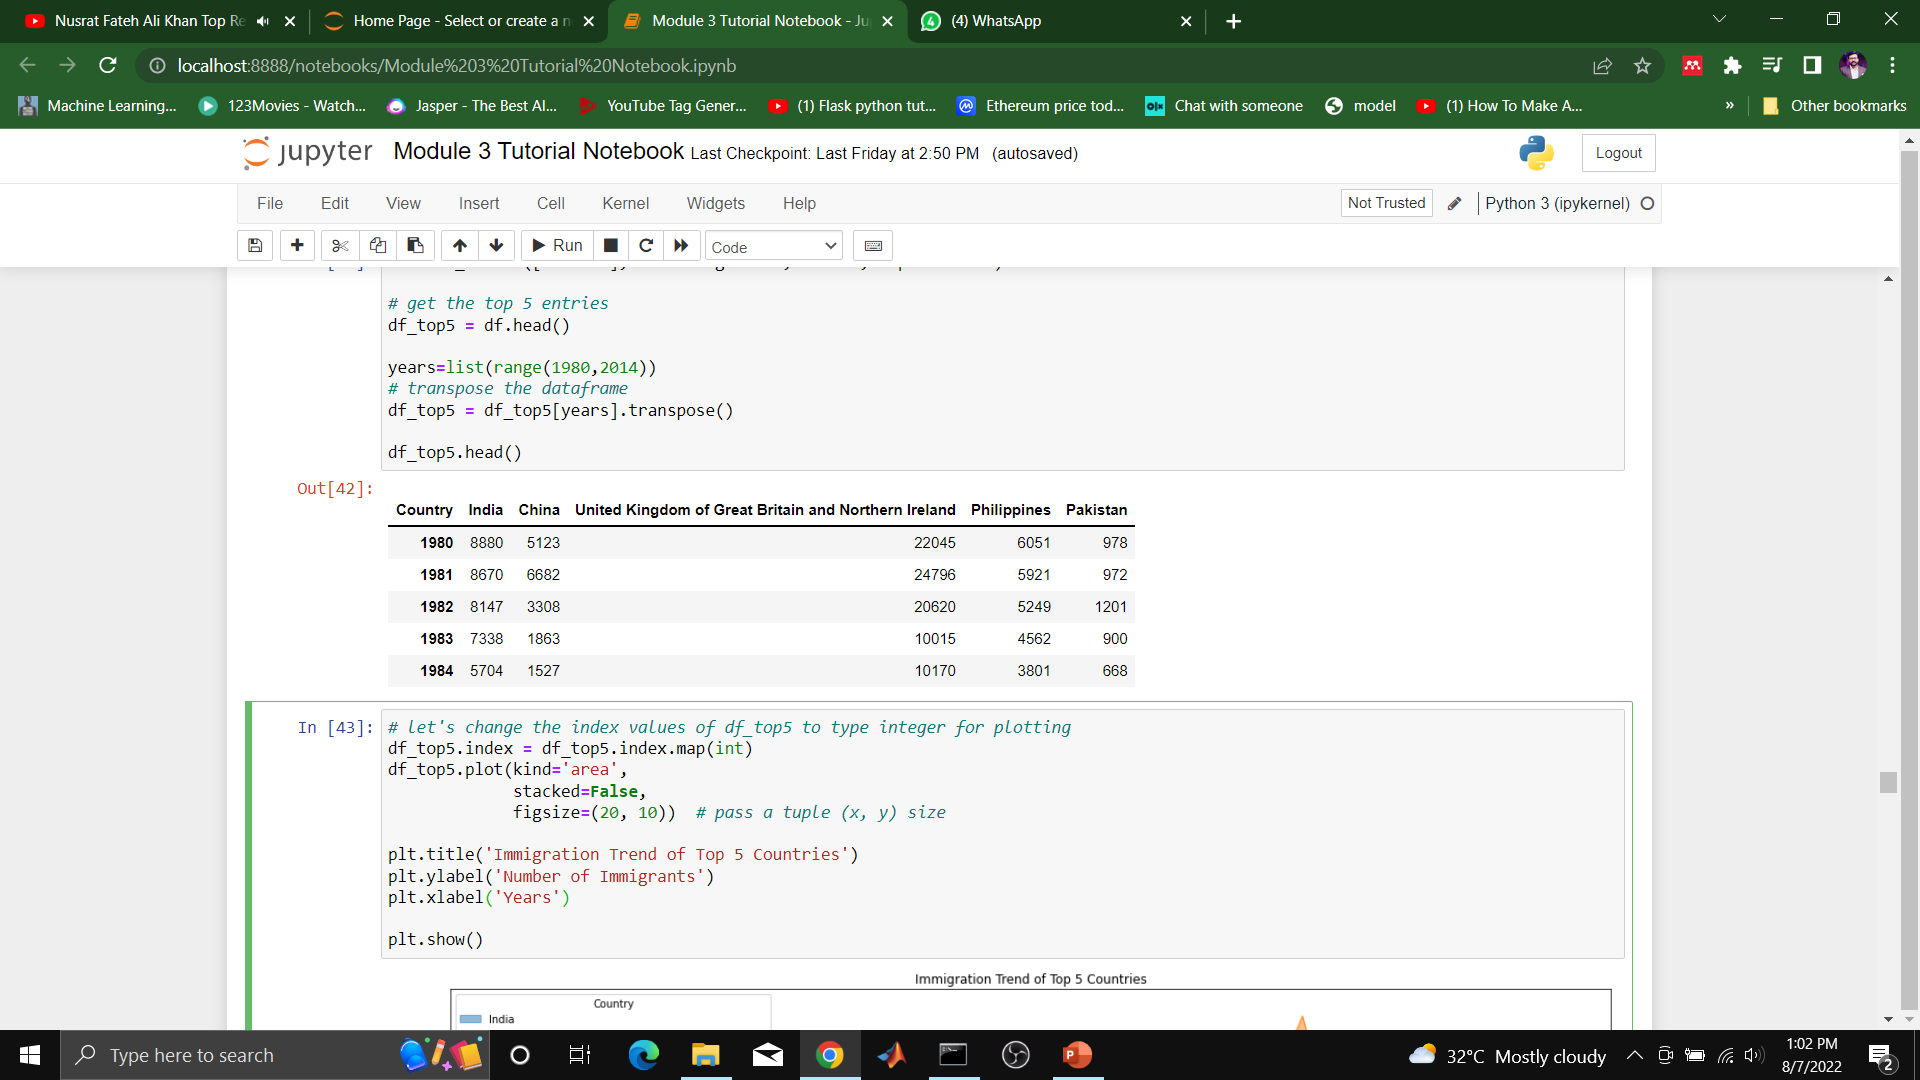 Nusrat Fateh Ali Khan Top Re
Home Page - Select or create a n
Module 3 Tutorial Notebook - Ju
(4) WhatsApp
localhost:8888/notebooks/Module%203%20Tutorial%20Notebook.ipynb
Machine Learning...
123Movies - Watch...
Jasper - The Best Al...
YouTube Tag Gener...
(1) Flask python tut...
Ethereum price tod...
Chat with someone
model
(1) How To Make A...
»
Other bookmarks
jupyter Module 3 Tutorial Notebook Last Checkpoint: Last Friday at 2:50 PM (autosaved)
Logout
File Edit View Insert Cell Kernel Widgets Help
Not Trusted
Python 3 (ipykernel)
Run
Code
# get the top 5 entries
df_top5 = df.head()
years=list(range(1980,2014))
# transpose the dataframe
df_top5 = df_top5[years].transpose()
df_top5.head()
Out[42]:
Country India China United Kingdom of Great Britain and Northern Ireland Philippines Pakistan
1980 8880 5123 22045 6051 978
1981 8670 6682 24796 5921 972
1982 8147 3308 20620 5249 1201
1983 7338 1863 10015 4562 900
1984 5704 1527 10170 3801 668
In [43]:
# let's change the index values of df_top5 to type integer for plotting
df_top5.index = df_top5.index.map(int)
df_top5.plot(kind='area',
stacked=False,
figsize=(20, 10)) # pass a tuple (x, y) size
plt.title('Immigration Trend of Top 5 Countries')
plt.ylabel('Number of Immigrants')
plt.xlabel('Years')
plt.show()
Immigration Trend of Top 5 Countries
Country
India
Type here to search
32°C Mostly cloudy
1:02 PM
8/7/2022
2